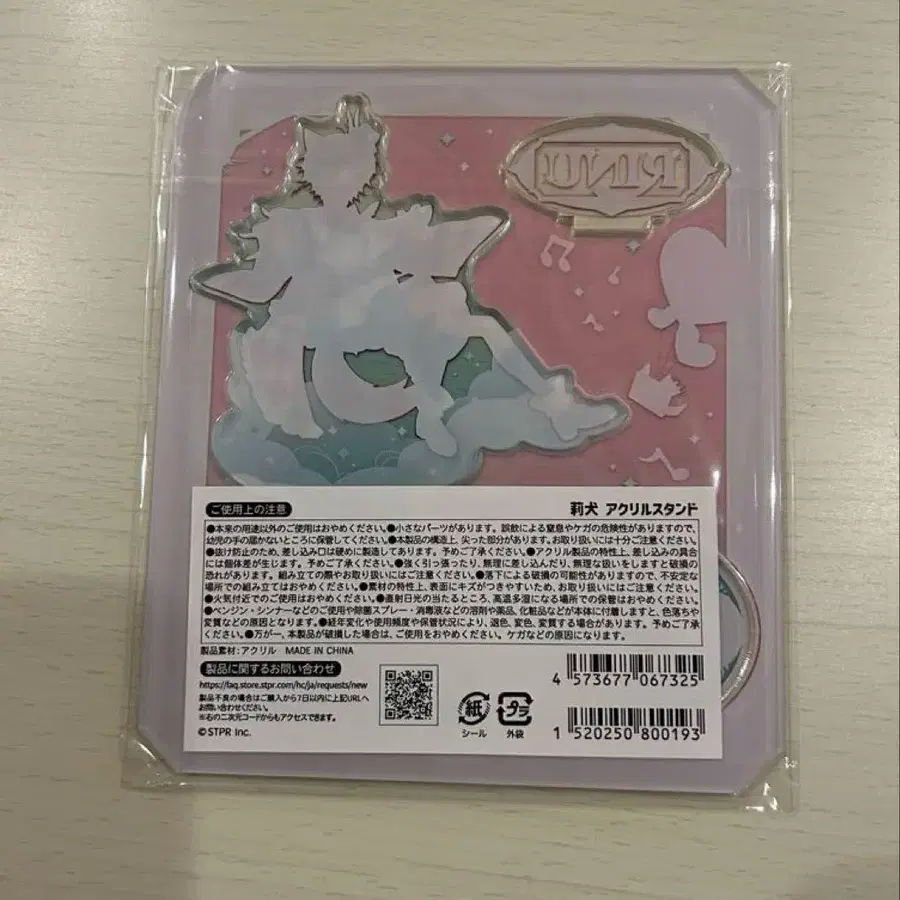 RINU
ご使用上の注意
莉犬 アクリルスタンド
●本来の用途以外のご使用はおやめください。●小さなパーツがあります。誤飲による窒息やケガの危険性がありますので、
幼児の手の届かないところに保管してください。●本製品の構造上、尖った部分があります。お取り扱いには十分ご注意ください。
●抜け防止のため、差し込み口は硬めに製造してあります。予めご了承ください。●アクリル製品の特性上、差し込みの具合
には個体差が生じます。予めご了承ください。●強く引っ張ったり、無理に差し込んだり、無理な扱いをしますと破損の
恐れがあります。組み立ての際やお取り扱いにはご注意ください。●落下による破損の可能性がありますので、不安定な
場所での組み立てはおやめください。●素材の特性上、表面にキズがつきやすいため、お取り扱いにはご注意ください。
●火気付近でのご使用はおやめください。●直射日光の当たるところ、高温多湿になる場所での保管はおやめください。
●ベンジン・シンナーなどのご使用や除菌スプレー・消毒液などの溶剤や薬品、化粧品などが本体に付着しますと、色落ちや
変質などの原因となります。●経年変化や使用頻度や保管状況により、退色、変色、変質する場合があります。予めご了承
ください。●万が一、本製品が破損した場合は、ご使用をおやめください。ケガなどの原因になります。
製品素材:アクリル MADE IN CHINA
製品に関するお問い合わせ
https://faq.store.stpr.com/hc/ja/requests/new
製品不良の場合はご購入から7日以内に上記URLへ
お問い合わせください。
※右の二次元コードからもアクセスできます。
©STPR Inc.
紙
シール
プラ
外袋
4 573677 067325
1 520250 800193